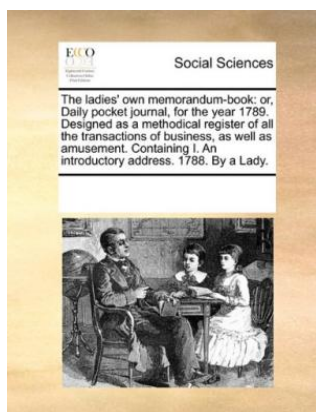 ECCO
Social Sciences
The ladies' own memorandum-book: or,
Daily pocket journal, for the year 1789.
Designed as a methodical register of all
the transactions of business, as well as
amusement. Containing I. An
introductory address. 1788. By a Lady.